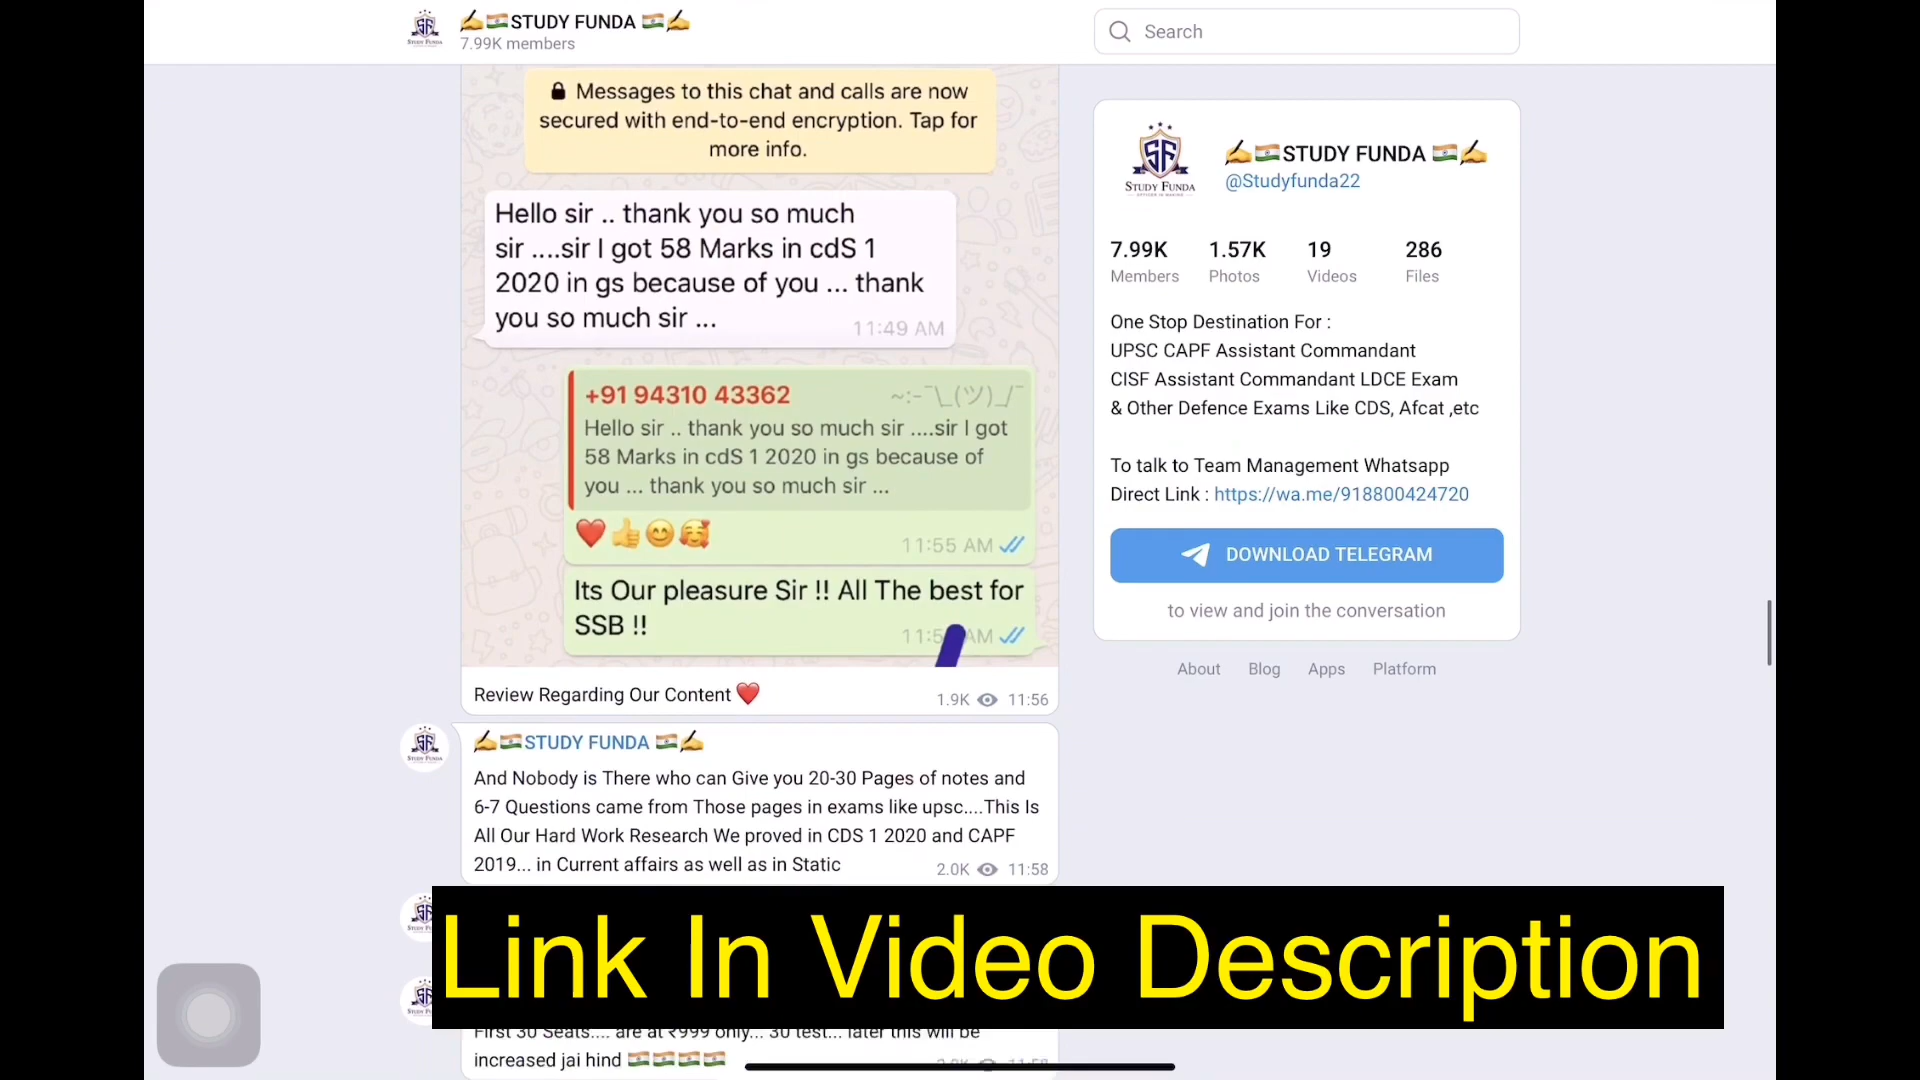 ✍️🇮🇳STUDY FUNDA 🇮🇳✍️
7.99K members
Search
Messages to this chat and calls are now
secured with end-to-end encryption. Tap for
more info.
Hello sir .. thank you so much
sir ....sir I got 58 Marks in cdS 1
2020 in gs because of you ... thank
you so much sir ...
11:49 AM
+91 94310 43362 ~:-¯\_(ツ)_/¯
Hello sir .. thank you so much sir ....sir I got
58 Marks in cdS 1 2020 in gs because of
you ... thank you so much sir ...
❤️👍😊🥰 11:55 AM
Its Our pleasure Sir !! All The best for
SSB !!
Review Regarding Our Content ❤️ 1.9K 11:56
✍️🇮🇳STUDY FUNDA 🇮🇳✍️
And Nobody is There who can Give you 20-30 Pages of notes and
6-7 Questions came from Those pages in exams like upsc....This Is
All Our Hard Work Research We proved in CDS 1 2020 and CAPF
2019... in Current affairs as well as in Static 2.0K 11:58
Link In Video Description
First 30 Seats.... are at ₹999 only... 30 test... later this will be
increased jai hind 🇮🇳🇮🇳🇮🇳🇮🇳
STUDY FUNDA
✍️🇮🇳STUDY FUNDA 🇮🇳✍️
@Studyfunda22
7.99K 1.57K 19 286
Members Photos Videos Files
One Stop Destination For :
UPSC CAPF Assistant Commandant
CISF Assistant Commandant LDCE Exam
& Other Defence Exams Like CDS, Afcat ,etc
To talk to Team Management Whatsapp
Direct Link : https://wa.me/918800424720
DOWNLOAD TELEGRAM
to view and join the conversation
About Blog Apps Platform